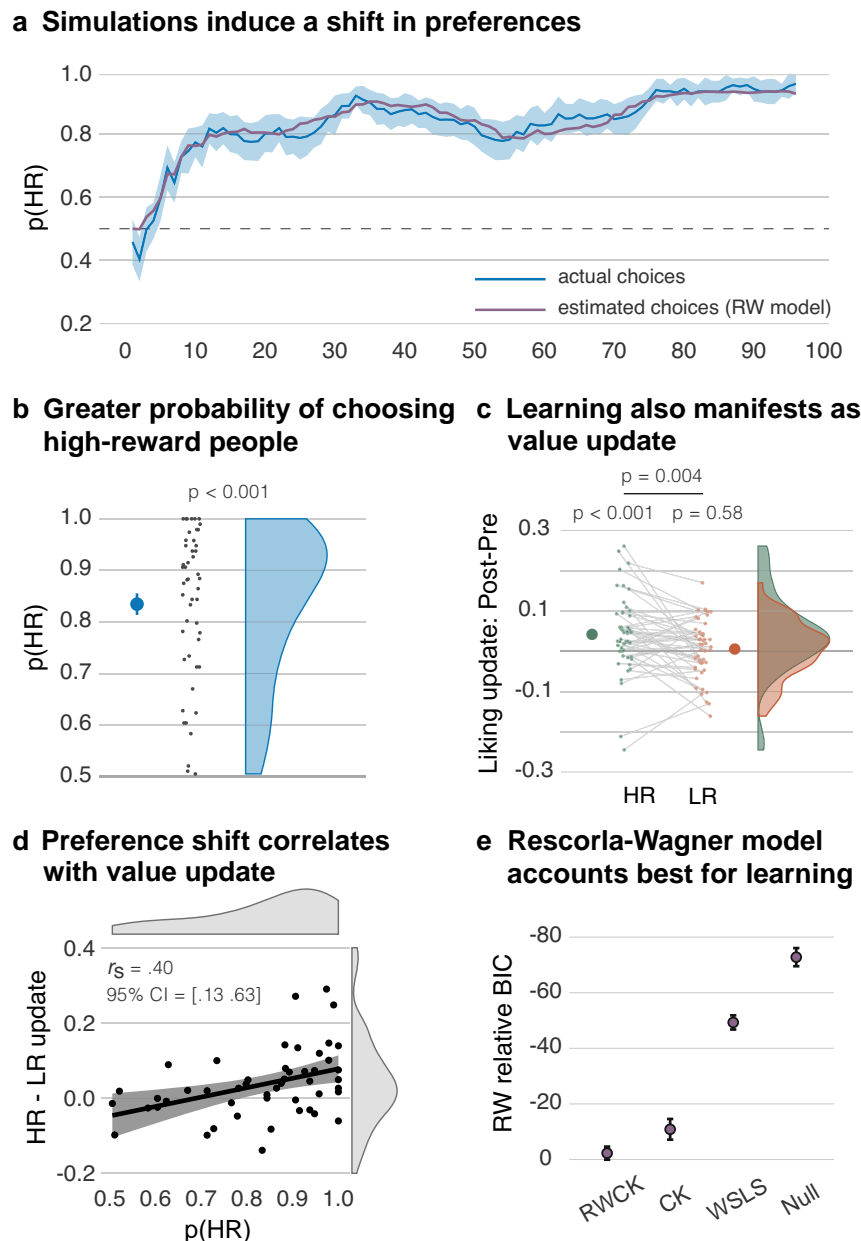 a Simulations induce a shift in preferences
1.0
0.8
0.6
0.4
0.2
p(HR)
actual choices
estimated choices (RW model)
0 10 20 30 40 50 60 70 80 90 100
b Greater probability of choosing
high-reward people
p < 0.001
1.0
0.9
0.8
0.7
0.6
0.5
p(HR)
c Learning also manifests as
value update
p = 0.004
p < 0.001 p = 0.58
0.3
0.1
-0.1
-0.3
Liking update: Post-Pre
HR LR
d Preference shift correlates
with value update
rs = .40
95% CI = [.13 .63]
0.4
0.2
0.0
-0.2
HR - LR update
0.5 0.6 0.7 0.8 0.9 1.0
p(HR)
e Rescorla-Wagner model
accounts best for learning
-80
-60
-40
-20
0
RW relative BIC
RWCK CK WSLS Null